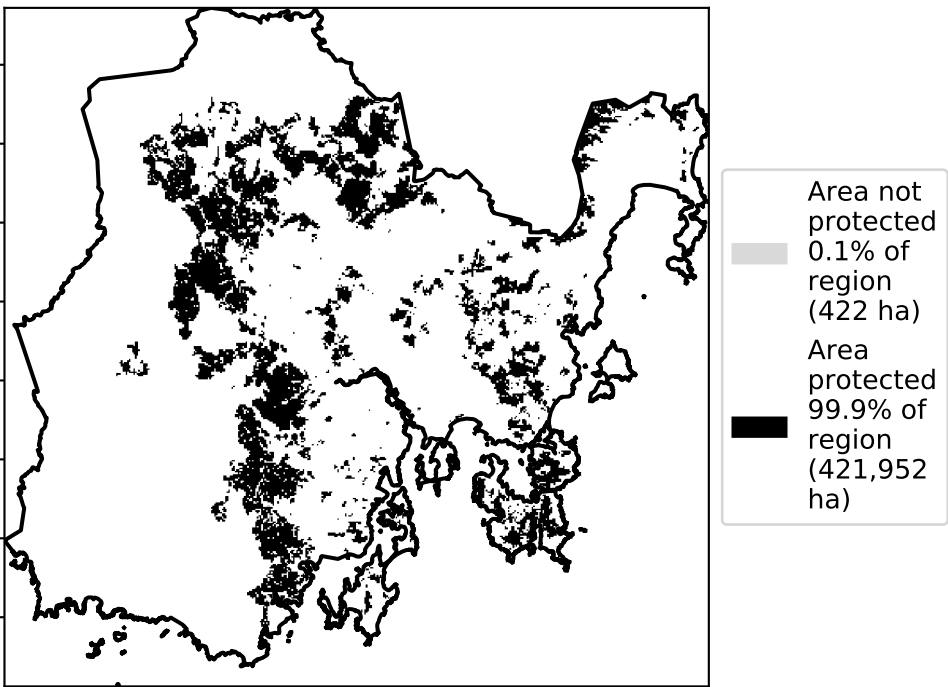 Area not
protected
0.1% of
region
(422 ha)
Area
protected
99.9% of
region
(421,952
ha)